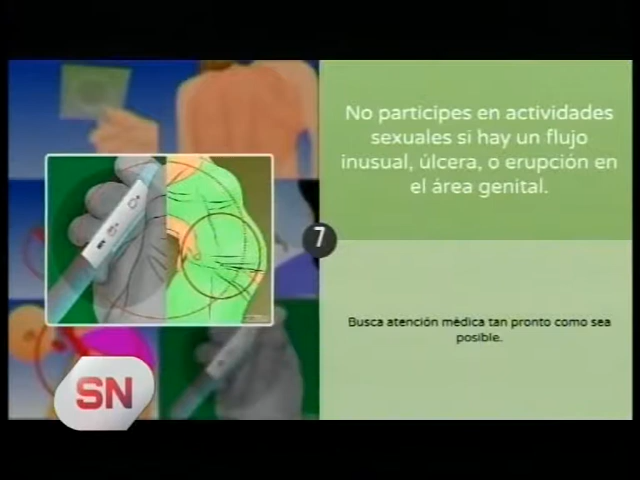 No participes en actividades
sexuales si hay un flujo
inusual, úlcera, o erupción en
el área genital.
7
Busca atención médica tan pronto como sea
posible.
SN